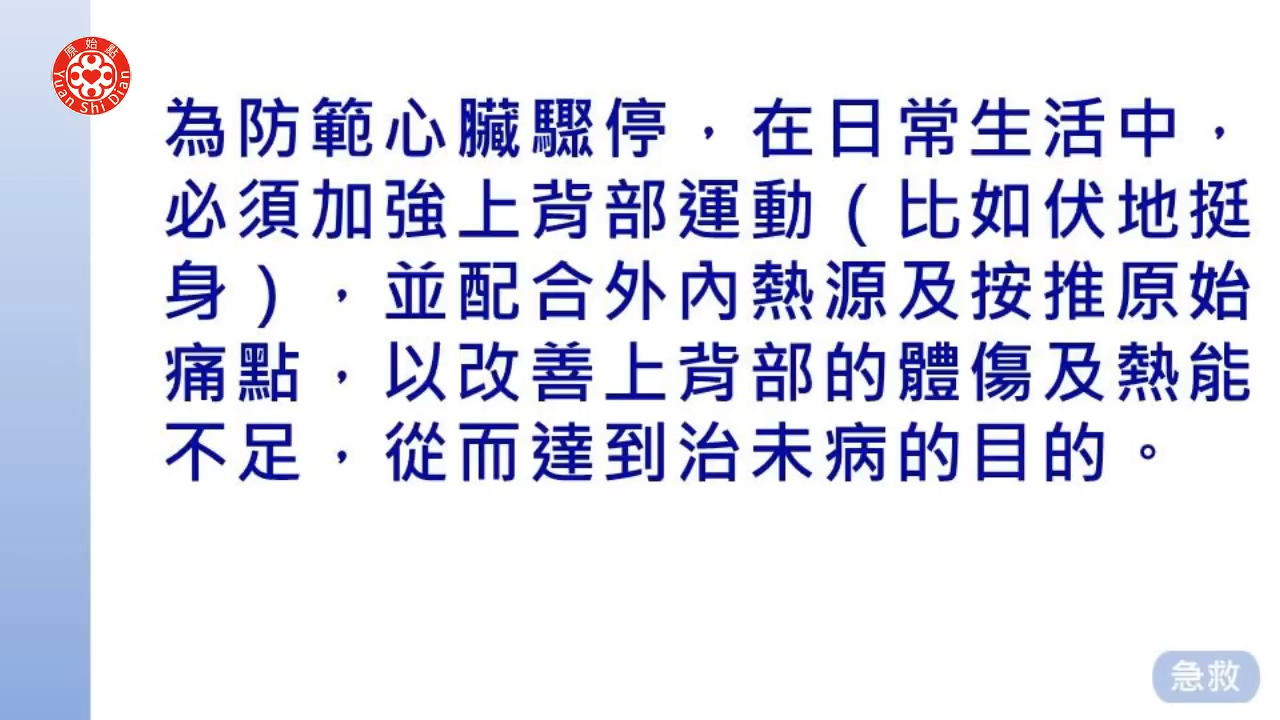 原始點
Yuan Shi Dian
為防範心臟驟停，在日常生活中，
必須加強上背部運動（比如伏地挺
身），並配合外內熱源及按推原始
痛點，以改善上背部的體傷及熱能
不足，從而達到治未病的目的。
急救